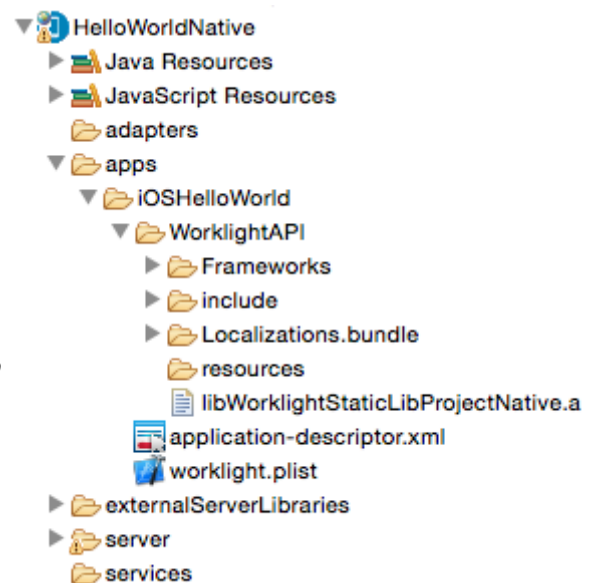 HelloWorldNative
Java Resources
JavaScript Resources
adapters
apps
iOSHelloWorld
WorklightAPI
Frameworks
include
Localizations.bundle
resources
libWorklightStaticLibProjectNative.a
application-descriptor.xml
worklight.plist
externalServerLibraries
server
services